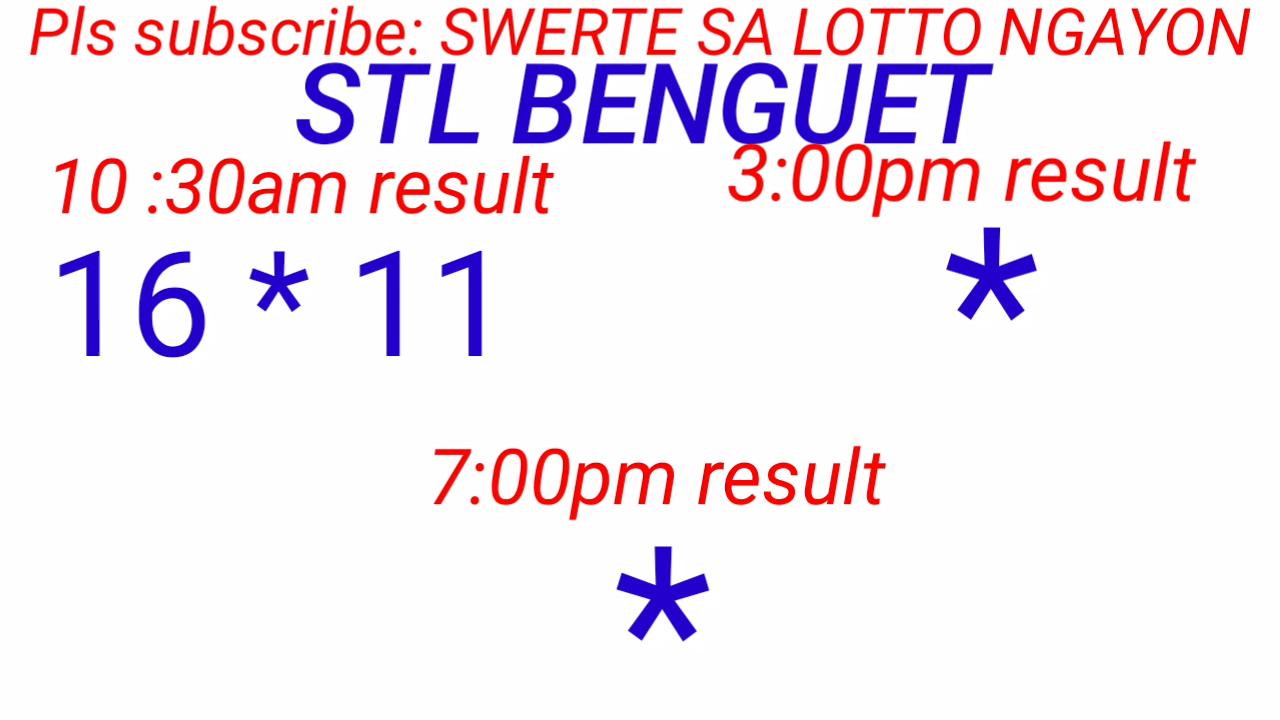 Pls subscribe: SWERTE SA LOTTO NGAYON
STL BENGUET
10 :30am result
16 * 11
3:00pm result
*
7:00pm result
*